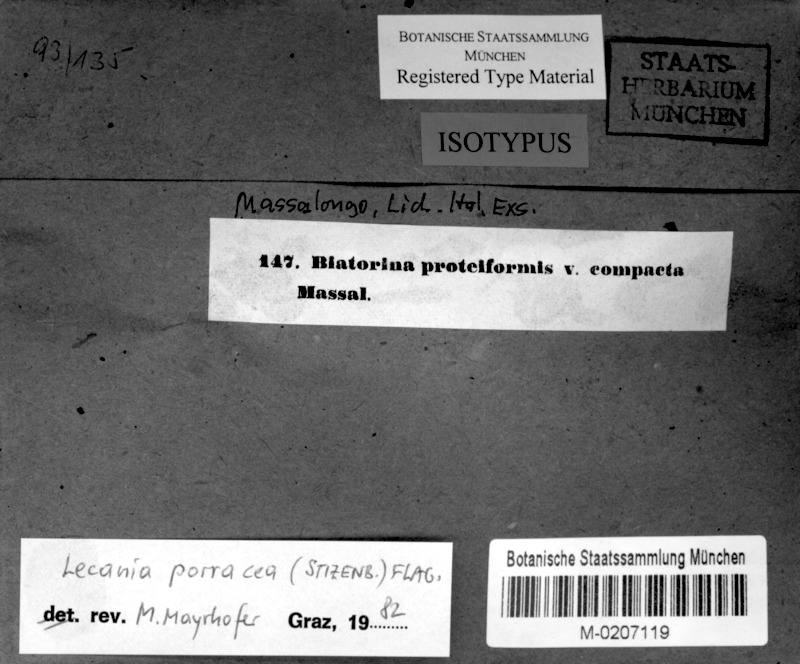 93/135
BOTANISCHE STAATSSAMMLUNG
MÜNCHEN
Registered Type Material
STAATS-
HERBARIUM
MÜNCHEN
ISOTYPUS
Massalongo, Lich. Ital. Exs.
147. Biatorina proteiformis v. compacta
Massal.
Lecania porracea (STIZENB.) FLAG.
det. rev. M. Mayrhofer Graz, 1982
Botanische Staatssammlung München
M-0207119